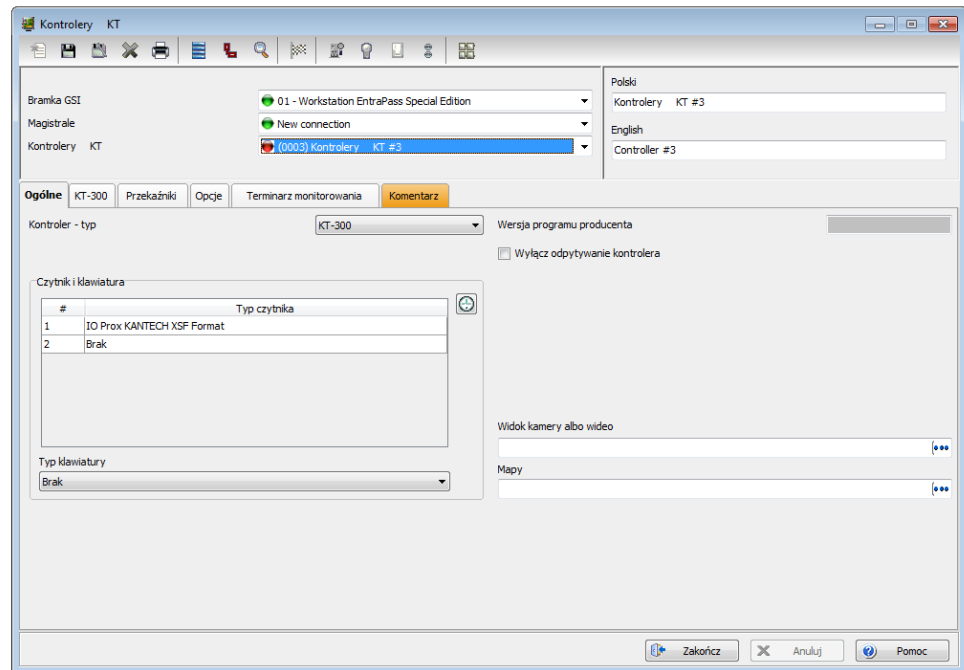 Kontrolery KT
Bramka GSI
01 - Workstation EntraPass Special Edition
Magistrale
New connection
Kontrolery KT
(0003) Kontrolery KT #3
Polski
Kontrolery KT #3
English
Controller #3
Ogólne
KT-300
Przekaźniki
Opcje
Terminarz monitorowania
Komentarz
Kontroler - typ
KT-300
Wersja programu producenta
Wyłącz odpytywanie kontrolera
Czytnik i klawiatura
# Typ czytnika
1 IO Prox KANTECH XSF Format
2 Brak
Typ klawiatury
Brak
Widok kamery albo wideo
Mapy
Zakończ
Anuluj
Pomoc